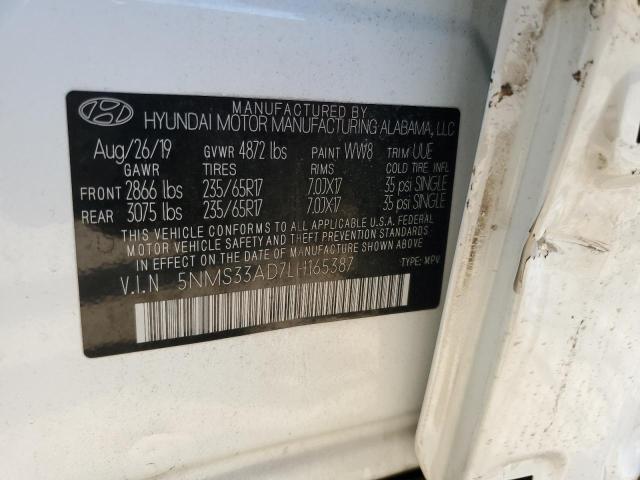 MANUFACTURED BY
HYUNDAI MOTOR MANUFACTURING ALABAMA, LLC
Aug/26/19 GVWR 4872 lbs PAINT WW8 TRIM UUE
GAWR TIRES RIMS COLD TIRE INFL
FRONT 2866 lbs 235/65R17 7.0JX17 35 psi SINGLE
REAR 3075 lbs 235/65R17 7.0JX17 35 psi SINGLE
THIS VEHICLE CONFORMS TO ALL APPLICABLE U.S.A. FEDERAL
MOTOR VEHICLE SAFETY AND THEFT PREVENTION STANDARDS
IN EFFECT ON THE DATE OF MANUFACTURE SHOWN ABOVE
V.I.N 5NMS33AD7LH165387 TYPE: MPV